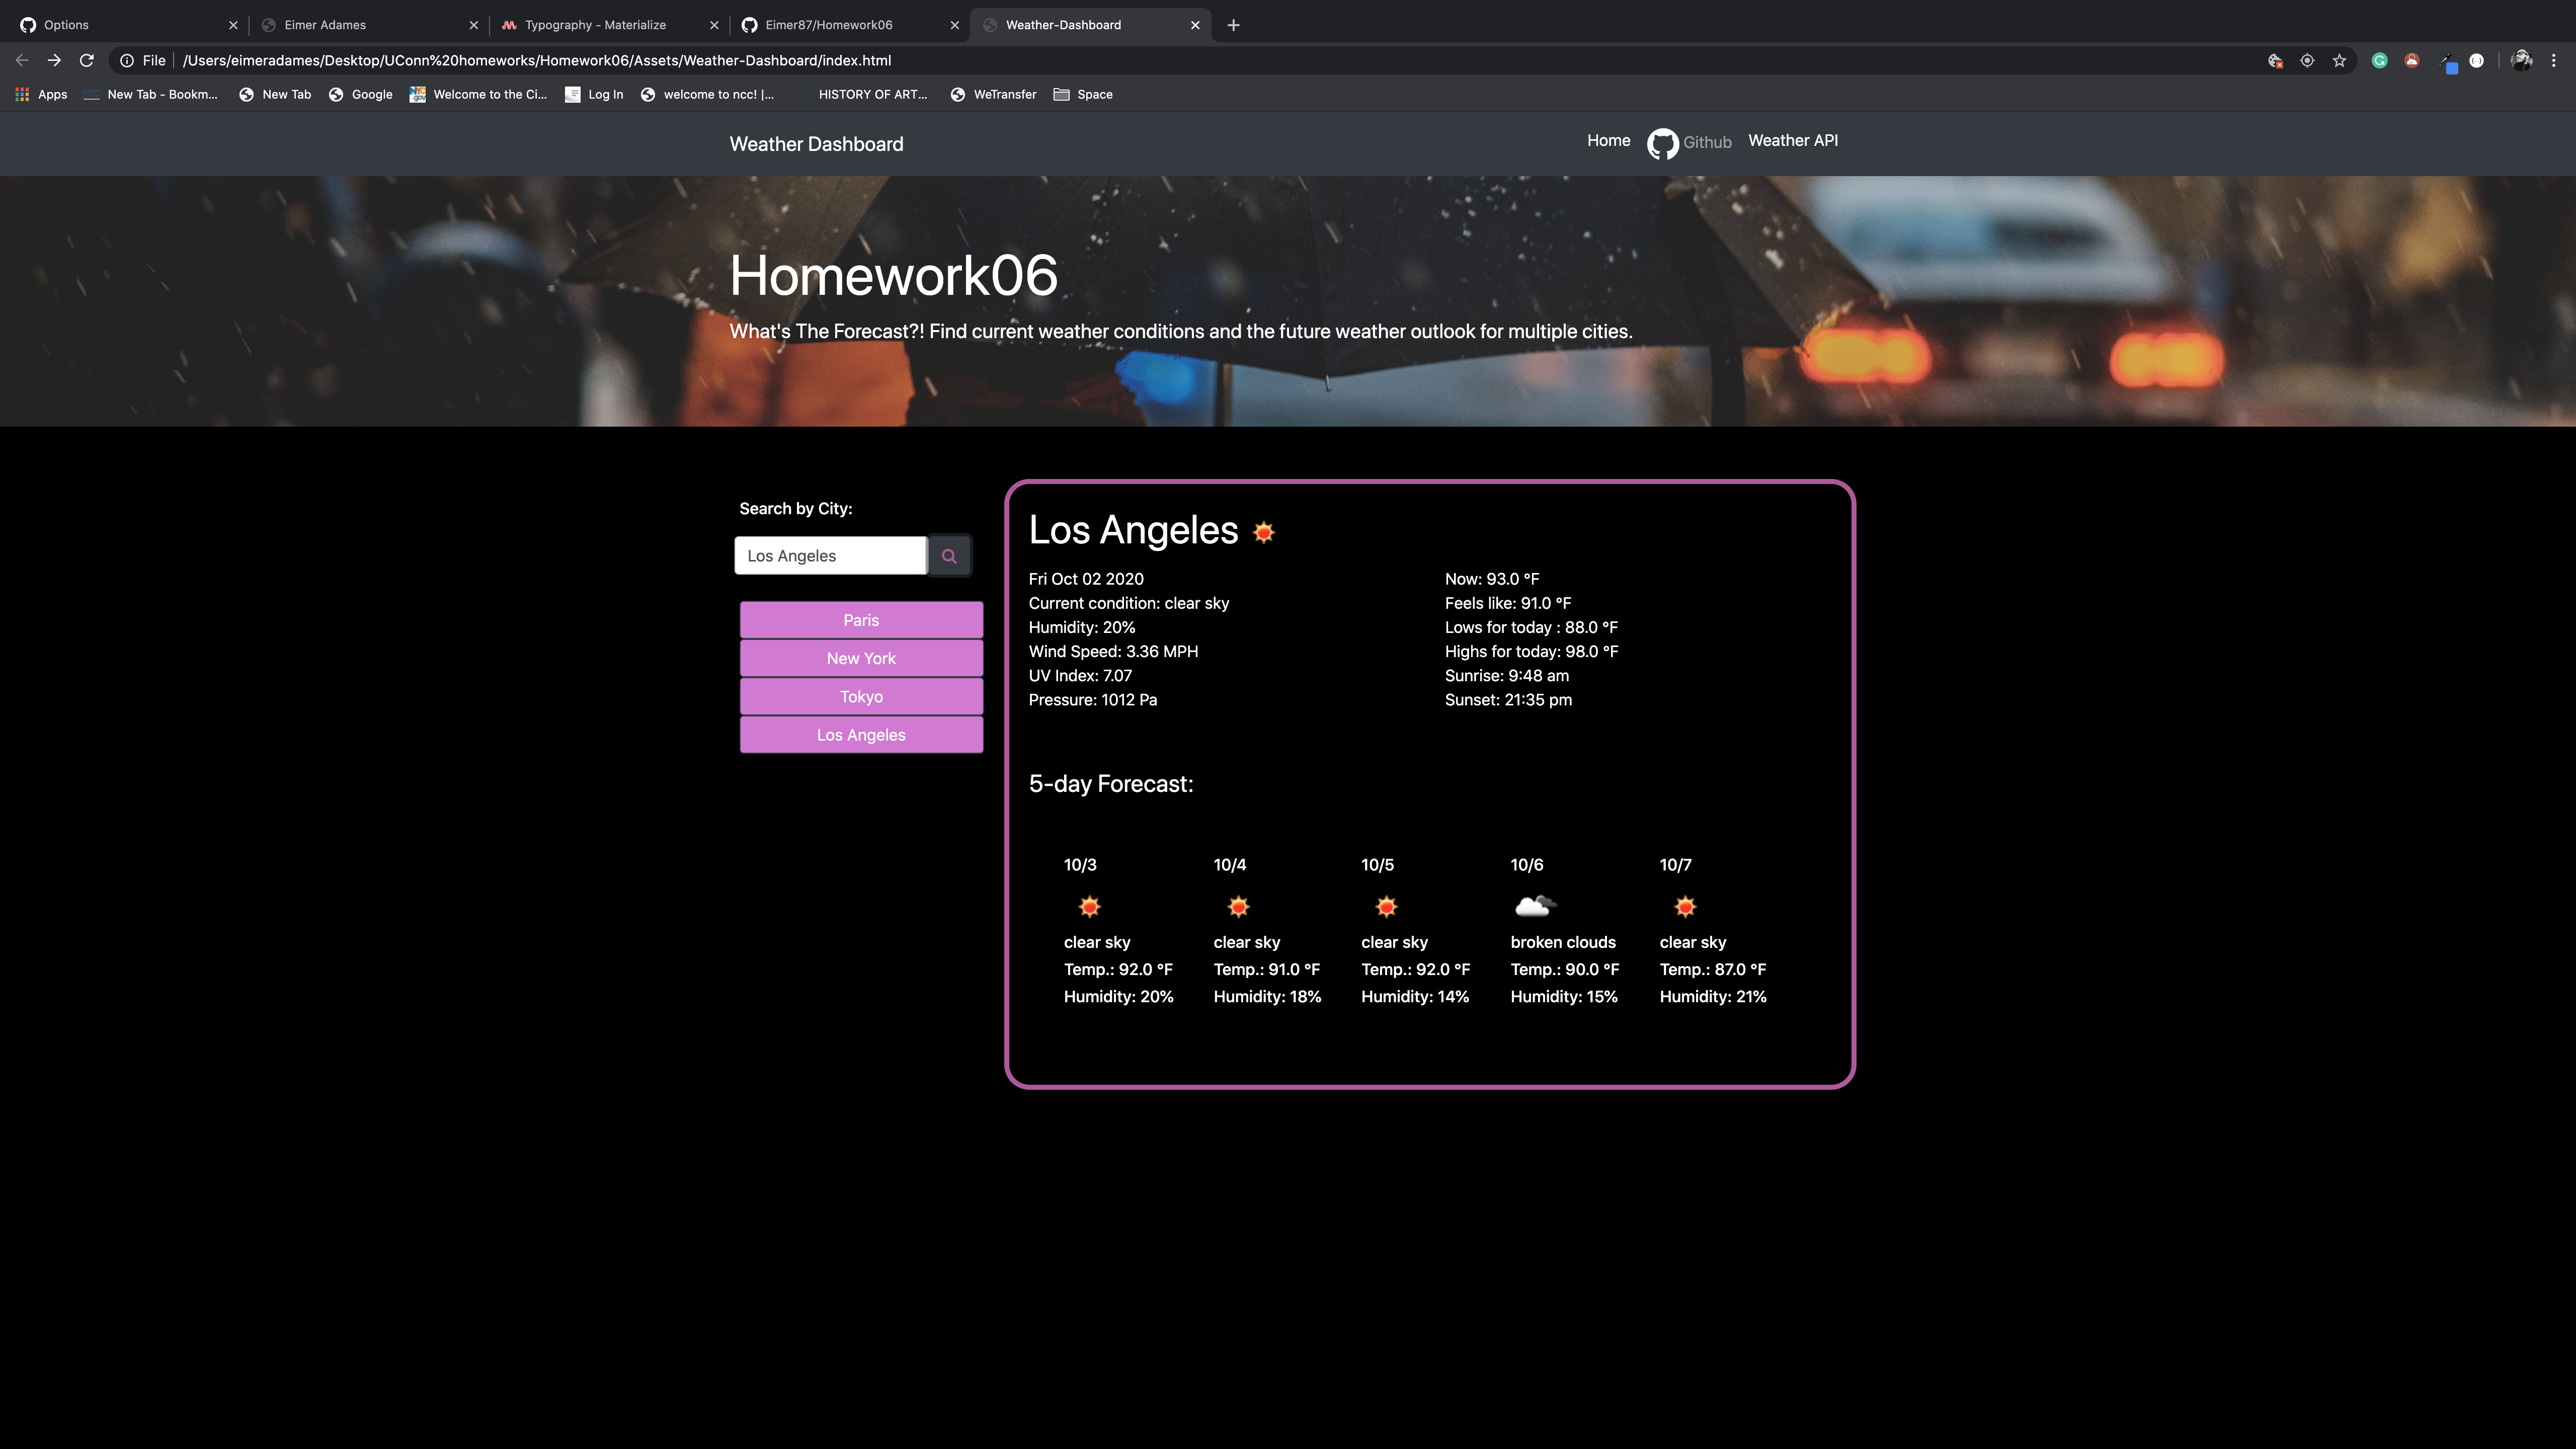 Options
Eimer Adames
Typography - Materialize
Eimer87/Homework06
Weather-Dashboard
File
/Users/eimeradames/Desktop/UConn%20homeworks/Homework06/Assets/Weather-Dashboard/index.html
Apps
New Tab - Bookm...
New Tab
Google
Welcome to the Ci...
Log In
welcome to ncc! |...
HISTORY OF ART...
WeTransfer
Space
Weather Dashboard
Home
Github
Weather API
Homework06
What's The Forecast?! Find current weather conditions and the future weather outlook for multiple cities.
Search by City:
Los Angeles
Paris
New York
Tokyo
Los Angeles
Los Angeles
Fri Oct 02 2020
Current condition: clear sky
Humidity: 20%
Wind Speed: 3.36 MPH
UV Index: 7.07
Pressure: 1012 Pa
Now: 93.0 °F
Feels like: 91.0 °F
Lows for today : 88.0 °F
Highs for today: 98.0 °F
Sunrise: 9:48 am
Sunset: 21:35 pm
5-day Forecast:
10/3
clear sky
Temp.: 92.0 °F
Humidity: 20%
10/4
clear sky
Temp.: 91.0 °F
Humidity: 18%
10/5
clear sky
Temp.: 92.0 °F
Humidity: 14%
10/6
broken clouds
Temp.: 90.0 °F
Humidity: 15%
10/7
clear sky
Temp.: 87.0 °F
Humidity: 21%